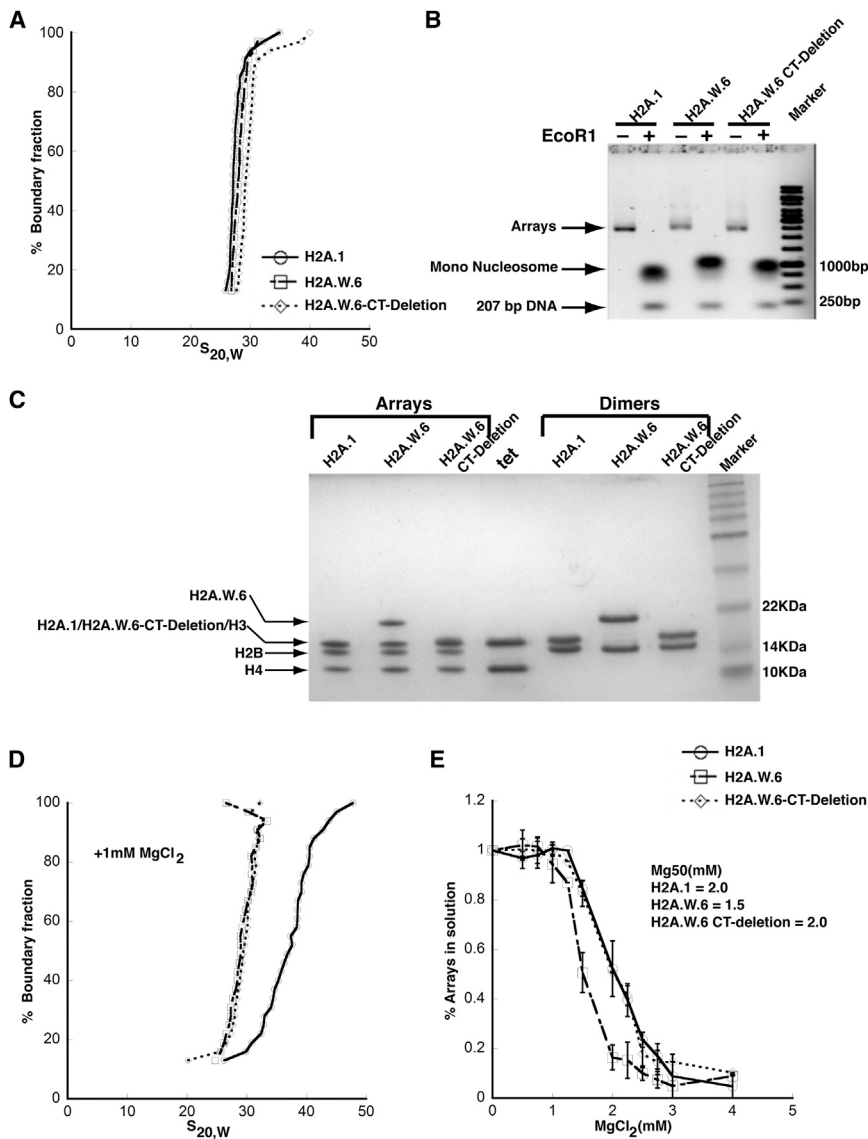 A
% Boundary fraction
100
80
60
40
20
0
0
10
20
30
40
50
S20,W
H2A.1
H2A.W.6
H2A.W.6-CT-Deletion
B
H2A.1
H2A.W.6
H2A.W.6 CT-Deletion
Marker
EcoR1
– + – + – +
Arrays
Mono Nucleosome
207 bp DNA
1000bp
250bp
C
Arrays
Dimers
H2A.1
H2A.W.6
H2A.W.6
CT-Deletion
tet
H2A.1
H2A.W.6
H2A.W.6
CT-Deletion
Marker
H2A.W.6
H2A.1/H2A.W.6-CT-Deletion/H3
H2B
H4
22KDa
14KDa
10KDa
D
+1mM MgCl2
% Boundary fraction
100
80
60
40
20
0
0
10
20
30
40
50
S20,W
E
H2A.1
H2A.W.6
H2A.W.6-CT-Deletion
Mg50(mM)
H2A.1 = 2.0
H2A.W.6 = 1.5
H2A.W.6 CT-deletion = 2.0
% Arrays in solution
1.2
1
0.8
0.6
0.4
0.2
0
0
1
2
3
4
5
MgCl2(mM)